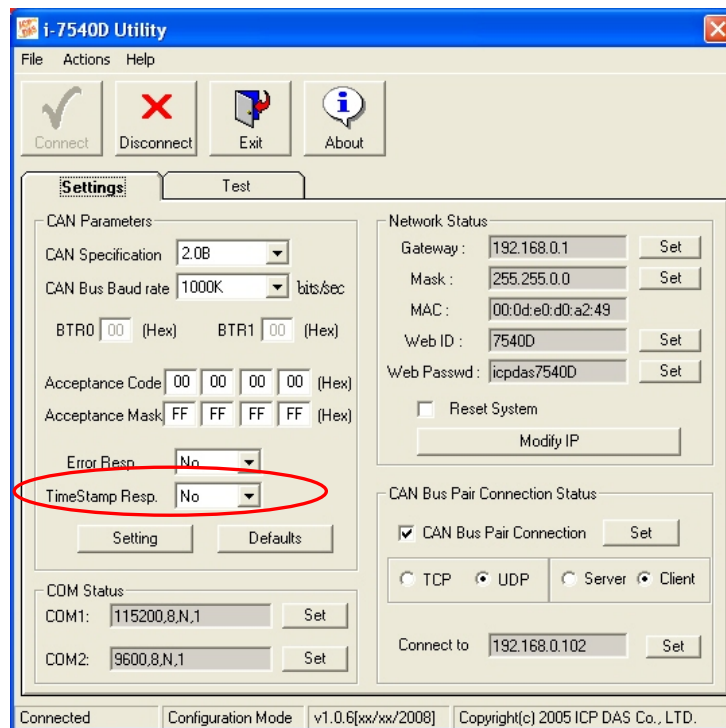 ICP DAS
i-7540D Utility
File Actions Help
Connect Disconnect Exit About
Settings Test
CAN Parameters
CAN Specification 2.0B
CAN Bus Baud rate 1000K bits/sec
BTR0 00 (Hex) BTR1 00 (Hex)
Acceptance Code 00 00 00 00 (Hex)
Acceptance Mask FF FF FF FF (Hex)
Error Resp No
TimeStamp Resp. No
Setting Defaults
COM Status
COM1: 115200,8,N,1 Set
COM2: 9600,8,N,1 Set
Network Status
Gateway : 192.168.0.1 Set
Mask : 255.255.0.0 Set
MAC : 00:0d:e0:d0:a2:49
Web ID : 7540D Set
Web Passwd : icpdas7540D Set
Reset System
Modify IP
CAN Bus Pair Connection Status
CAN Bus Pair Connection Set
TCP UDP Server Client
Connect to 192.168.0.102 Set
Connected Configuration Mode v1.0.6[xx/xx/2008] Copyright(c) 2005 ICP DAS Co., LTD.